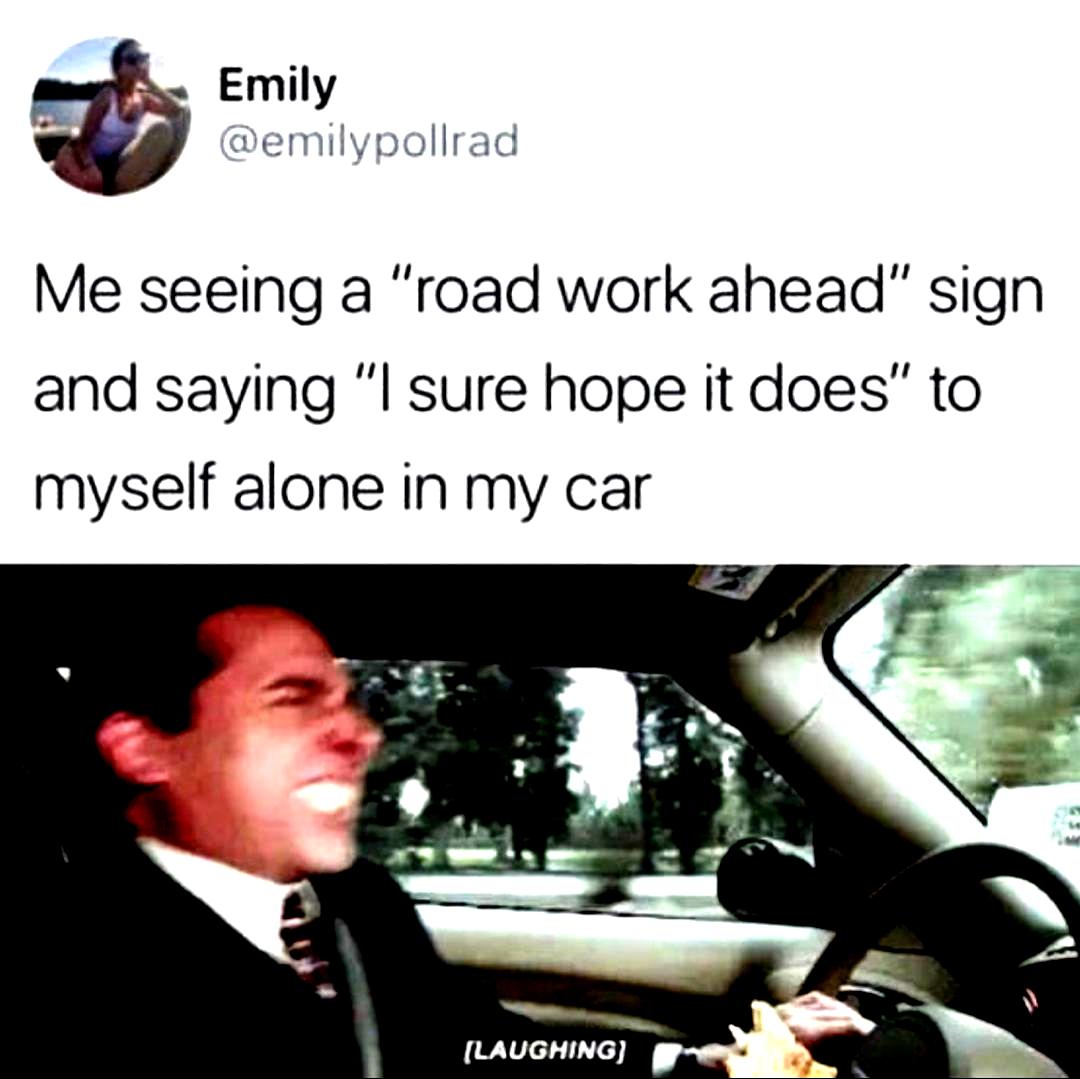 Emily
@emilypollrad
Me seeing a "road work ahead" sign
and saying "I sure hope it does" to
myself alone in my car
[LAUGHING]